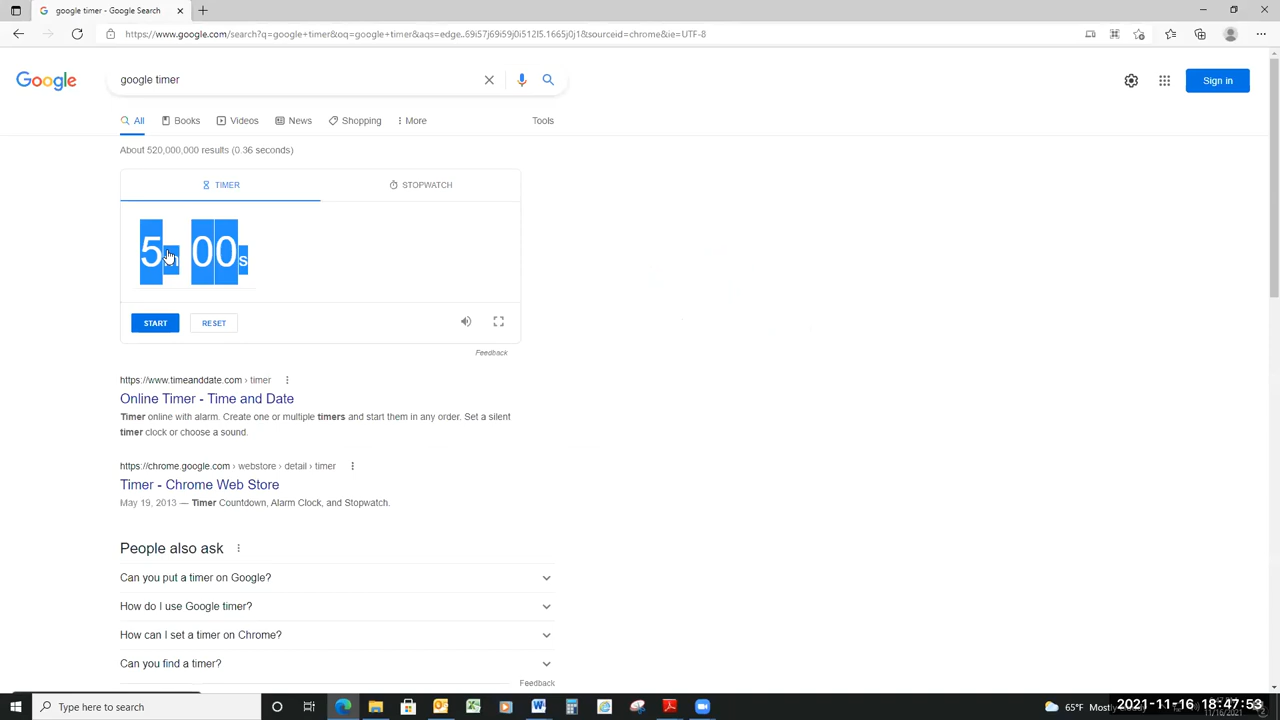 google timer - Google Search
https://www.google.com/search?q=google+timer&oq=google+timer&aqs=edge..69i57j69i59j0i512l5.1665j0j1&sourceid=chrome&ie=UTF-8
Google
google timer
Sign in
All
Books
Videos
News
Shopping
More
Tools
About 520,000,000 results (0.36 seconds)
TIMER
STOPWATCH
5m 00s
START
RESET
Feedback
https://www.timeanddate.com › timer
Online Timer - Time and Date
Timer online with alarm. Create one or multiple timers and start them in any order. Set a silent
timer clock or choose a sound.
https://chrome.google.com › webstore › detail › timer
Timer - Chrome Web Store
May 19, 2013 — Timer Countdown, Alarm Clock, and Stopwatch.
People also ask
Can you put a timer on Google?
How do I use Google timer?
How can I set a timer on Chrome?
Can you find a timer?
Feedback
Type here to search
65°F Mostly
2021-11-16 18:47:53
11/16/2021